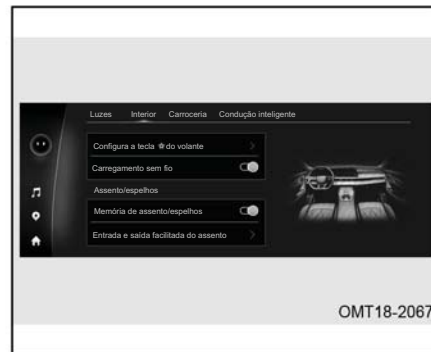 Luzes Interior Carroceria Condução inteligente
Configura a tecla do volante
Carregamento sem fio
Assento/espelhos
Memória de assento/espelhos
Entrada e saída facilitada do assento
OMT18-2067